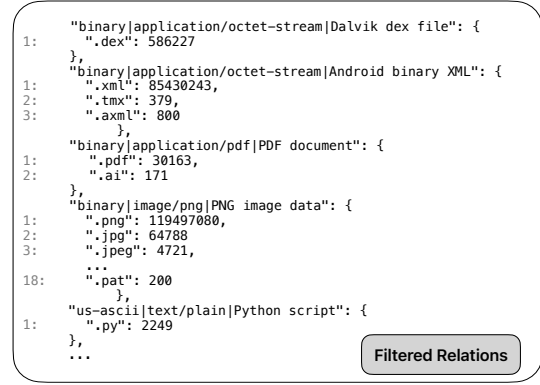 "binary|application/octet-stream|Dalvik dex file": {
1: ".dex": 586227
},
"binary|application/octet-stream|Android binary XML": {
1: ".xml": 85430243,
2: ".tmx": 379,
3: ".axml": 800
},
"binary|application/pdf|PDF document": {
1: ".pdf": 30163,
2: ".ai": 171
},
"binary|image/png|PNG image data": {
1: ".png": 119497080,
2: ".jpg": 64788
3: ".jpeg": 4721,
...
18: ".pat": 200
},
"us-ascii|text/plain|Python script": {
1: ".py": 2249
},
...
Filtered Relations